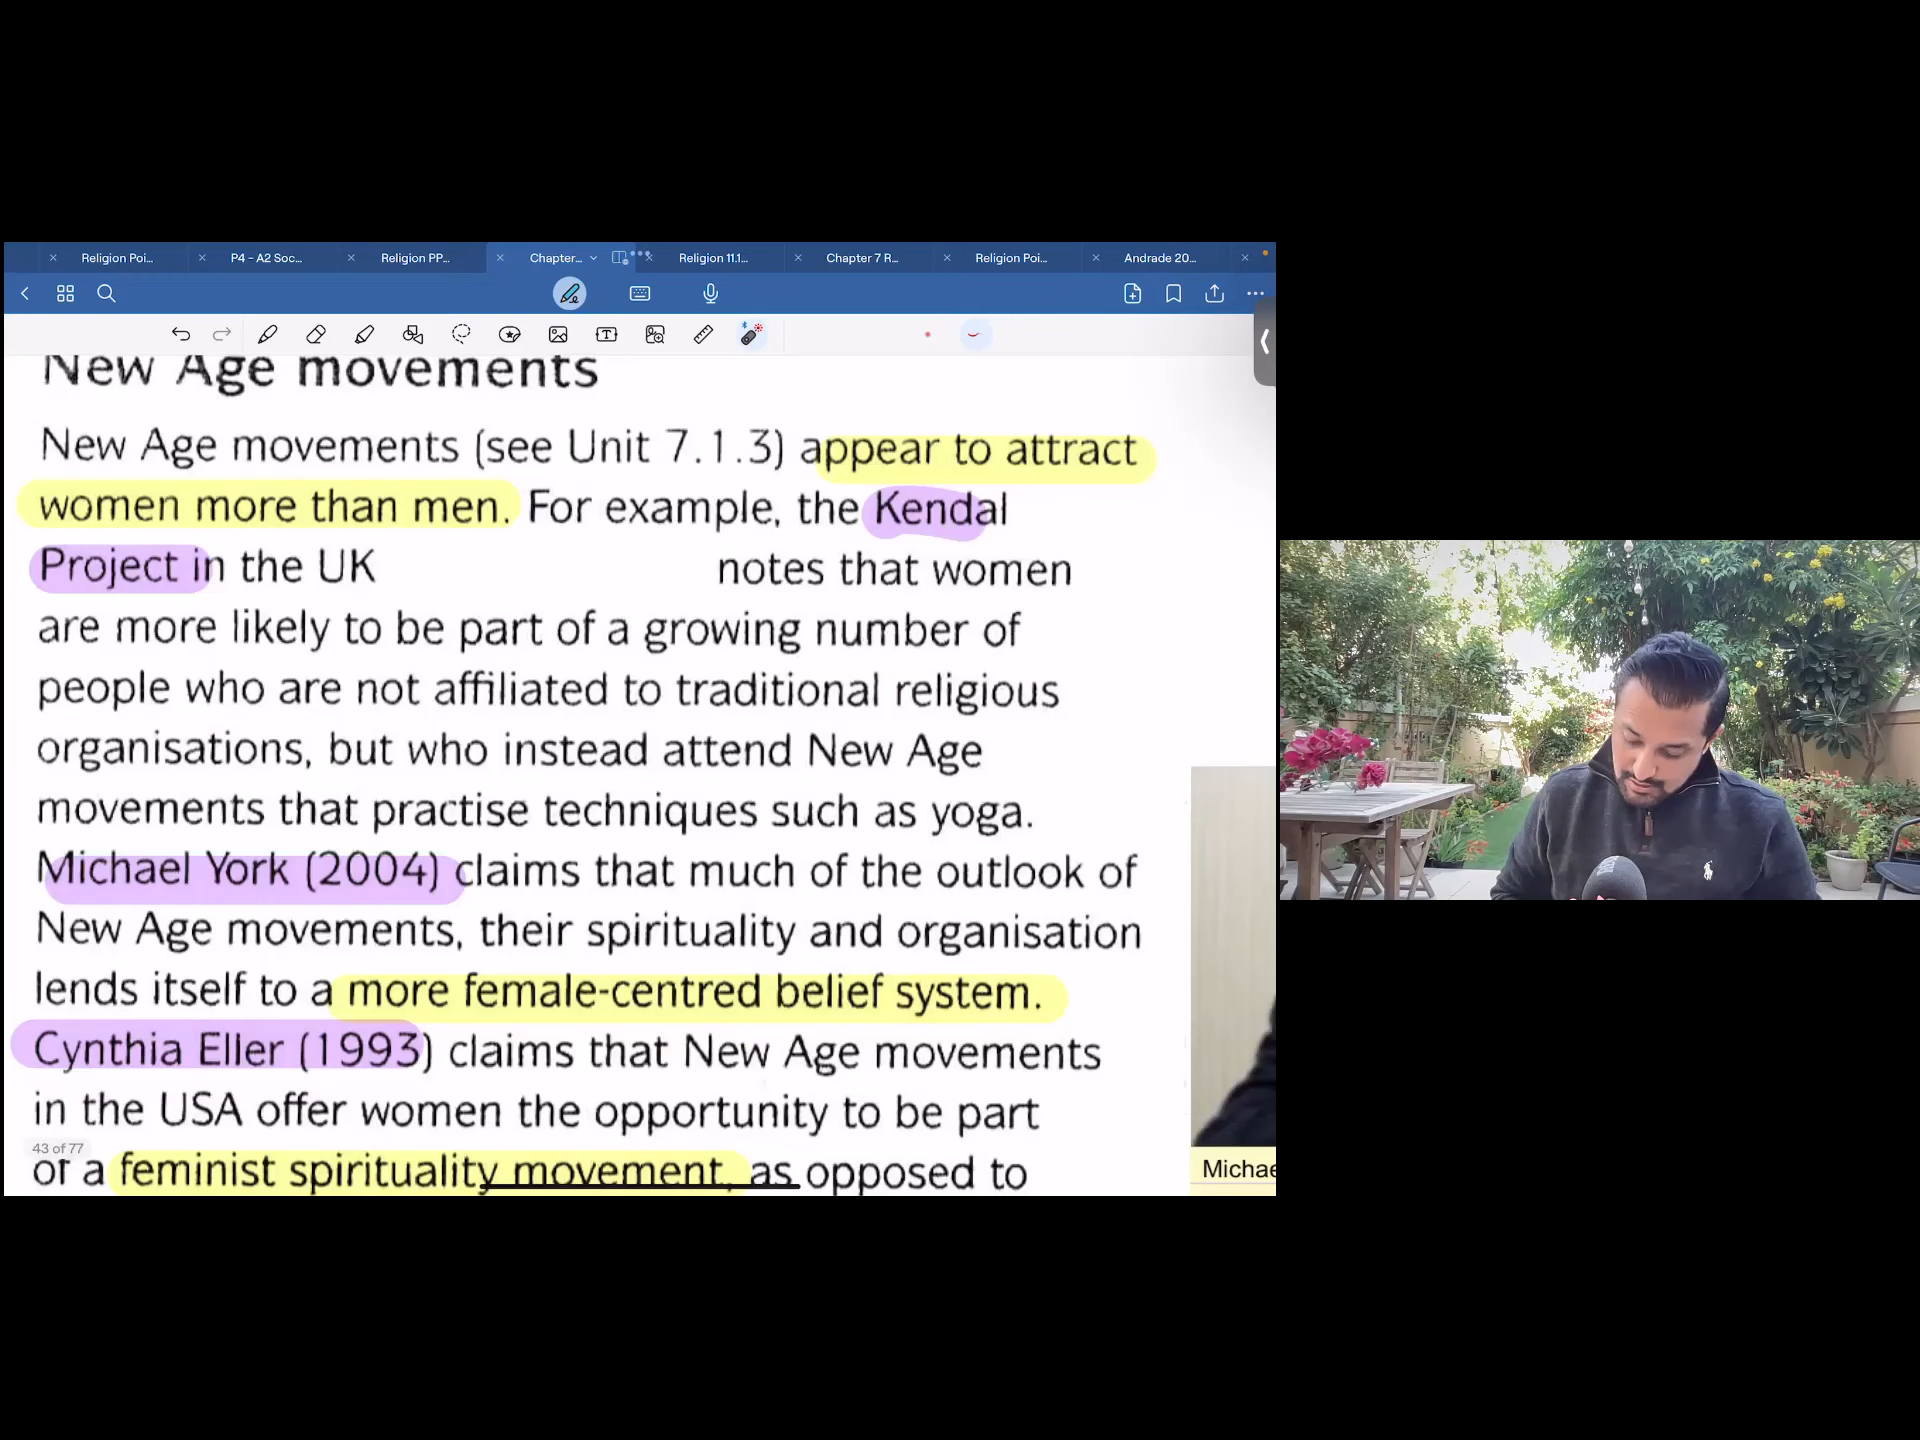 Religion Poi...
P4 - A2 Soc...
Religion PP...
Chapter...
Religion 11.1...
Chapter 7 R...
Religion Poi...
Andrade 20...
New Age movements
New Age movements (see Unit 7.1.3) appear to attract
women more than men. For example, the Kendal
Project in the UK notes that women
are more likely to be part of a growing number of
people who are not affiliated to traditional religious
organisations, but who instead attend New Age
movements that practise techniques such as yoga.
Michael York (2004) claims that much of the outlook of
New Age movements, their spirituality and organisation
lends itself to a more female-centred belief system.
Cynthia Eller (1993) claims that New Age movements
in the USA offer women the opportunity to be part
43 of 77
of a feminist spirituality movement, as opposed to
Michae